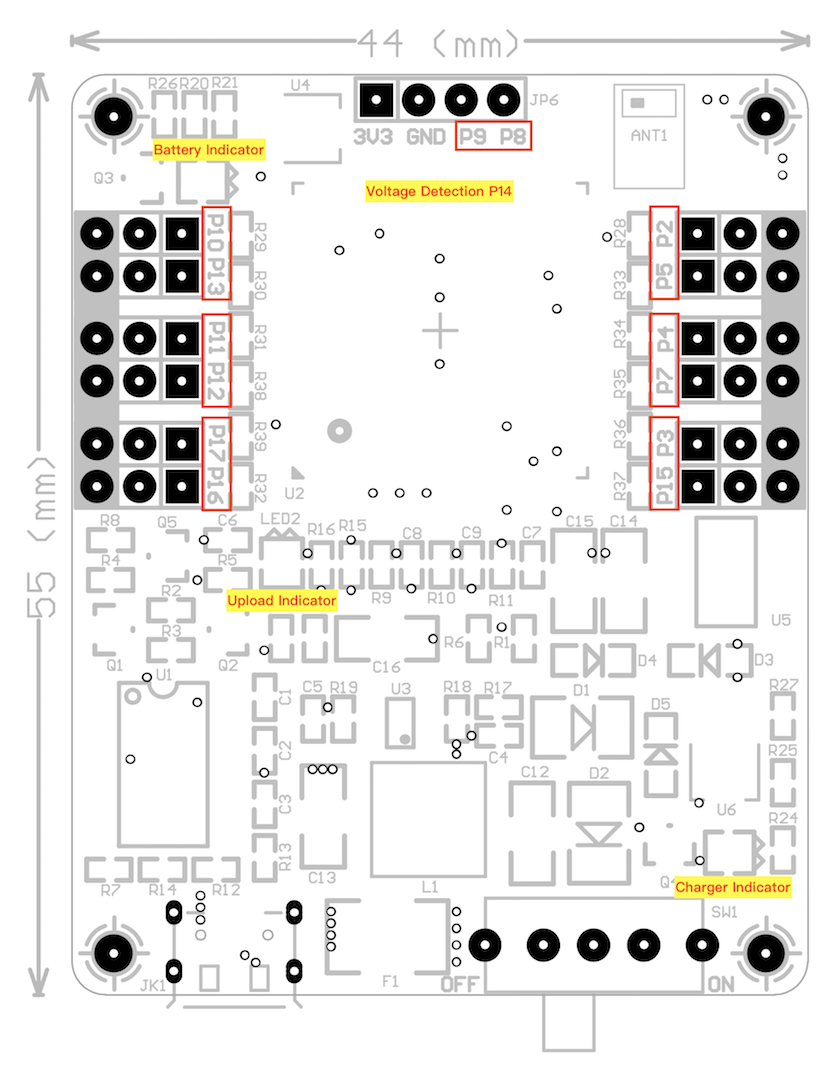 44 (mm)
55 (mm)
R26 R20 R21
U4
JP6
3V3 GND P9 P8
ANT1
Battery Indicator
Q3
Voltage Detection P14
P10 R29
P13 R30
P11 R31
P12 R38
P17 R39
P16 R32
R28 P2
R33 P5
R34 P4
R35 P7
R36 P3
R37 P15
U2
R8 Q5 C6 LED2 R16 R15 C8 C9 C7 C15 C14
R4 R5
Upload Indicator
R9 R10 R11
R2
R3
U5
Q1 Q2
U1
C16 R6 R1
D4 D3
C1 C5 R19 U3 R18 R17 D1 D5 R27
C2 C4
R25
C12 D2
C3
U6
R24
R13
C13
Q4
Charger Indicator
R7 R14 R12
L1
SW1
JK1
F1
OFF ON